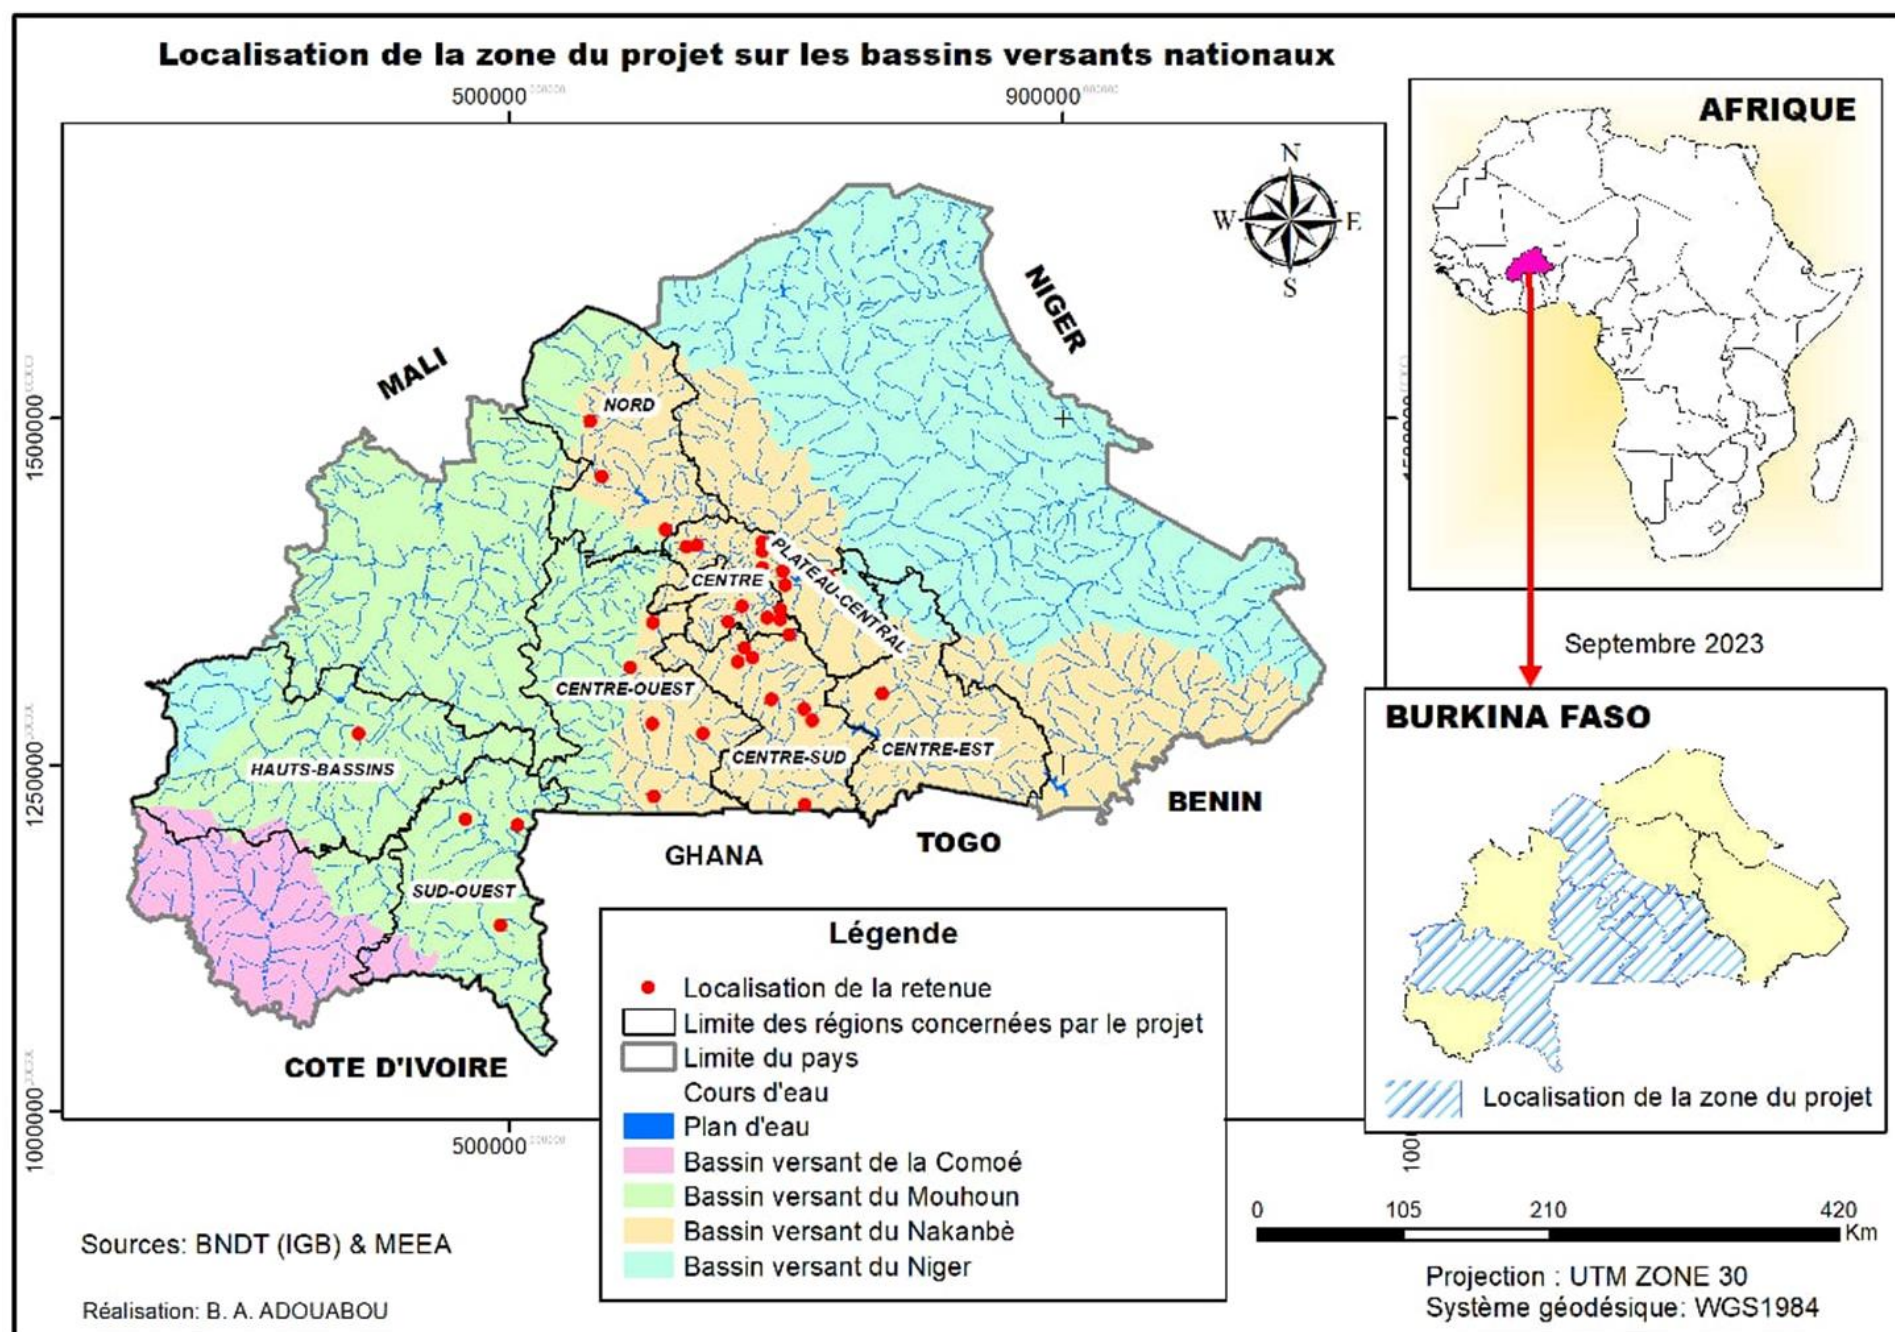 Localisation de la zone du projet sur les bassins versants nationaux
500000
900000
AFRIQUE
N
W
E
S
NIGER
MALI
1500000
NORD
PLATEAU-CENTRAL
CENTRE
Septembre 2023
CENTRE-OUEST
BURKINA FASO
1250000
HAUTS-BASSINS
CENTRE-SUD
CENTRE-EST
BENIN
TOGO
GHANA
SUD-OUEST
Légende
Localisation de la retenue
Limite des régions concernées par le projet
COTE D'IVOIRE
Limite du pays
Cours d'eau
Localisation de la zone du projet
1000000
500000
Plan d'eau
Bassin versant de la Comoé
Bassin versant du Mouhoun
Bassin versant du Nakanbè
Bassin versant du Niger
0 105 210 420
Km
Sources: BNDT (IGB) & MEEA
Projection : UTM ZONE 30
Système géodésique: WGS1984
Réalisation: B. A. ADOUABOU